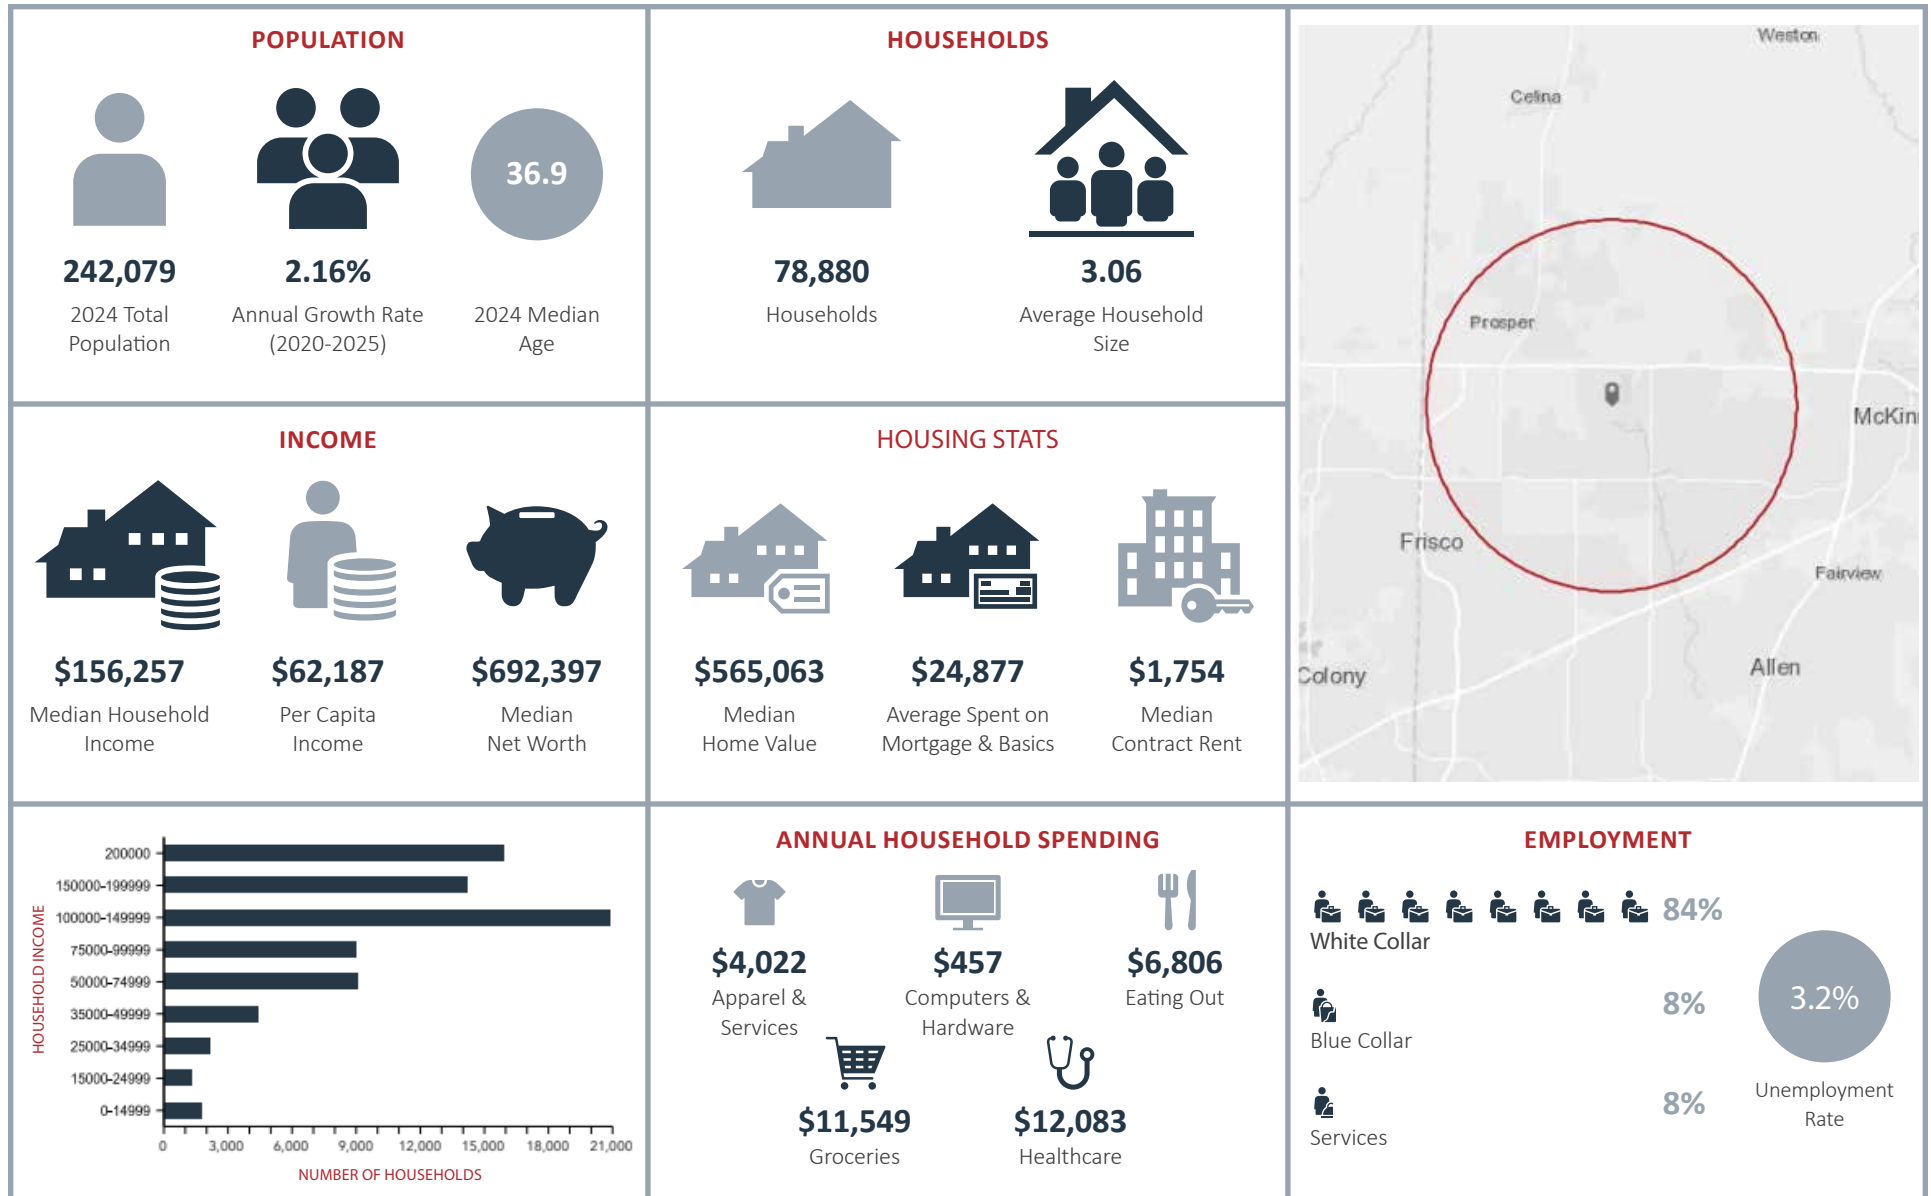 POPULATION
36.9
242,079
2.16%
2024 Total
Population
Annual Growth Rate
(2020-2025)
2024 Median
Age
HOUSEHOLDS
78,880
3.06
Households
Average Household
Size
Weston
Celina
Prosper
McKin
Frisco
Fairview
Colony
Allen
INCOME
$156,257
$62,187
$692,397
Median Household
Income
Per Capita
Income
Median
Net Worth
HOUSING STATS
$565,063
$24,877
$1,754
Median
Home Value
Average Spent on
Mortgage & Basics
Median
Contract Rent
HOUSEHOLD INCOME
200000
150000-199999
100000-149999
75000-99999
50000-74999
35000-49999
25000-34999
15000-24999
0-14999
0 3,000 6,000 9,000 12,000 15,000 18,000 21,000
NUMBER OF HOUSEHOLDS
ANNUAL HOUSEHOLD SPENDING
$4,022
$457
$6,806
Apparel &
Services
Computers &
Hardware
Eating Out
$11,549
$12,083
Groceries
Healthcare
EMPLOYMENT
84%
White Collar
8%
Blue Collar
8%
Services
3.2%
Unemployment
Rate